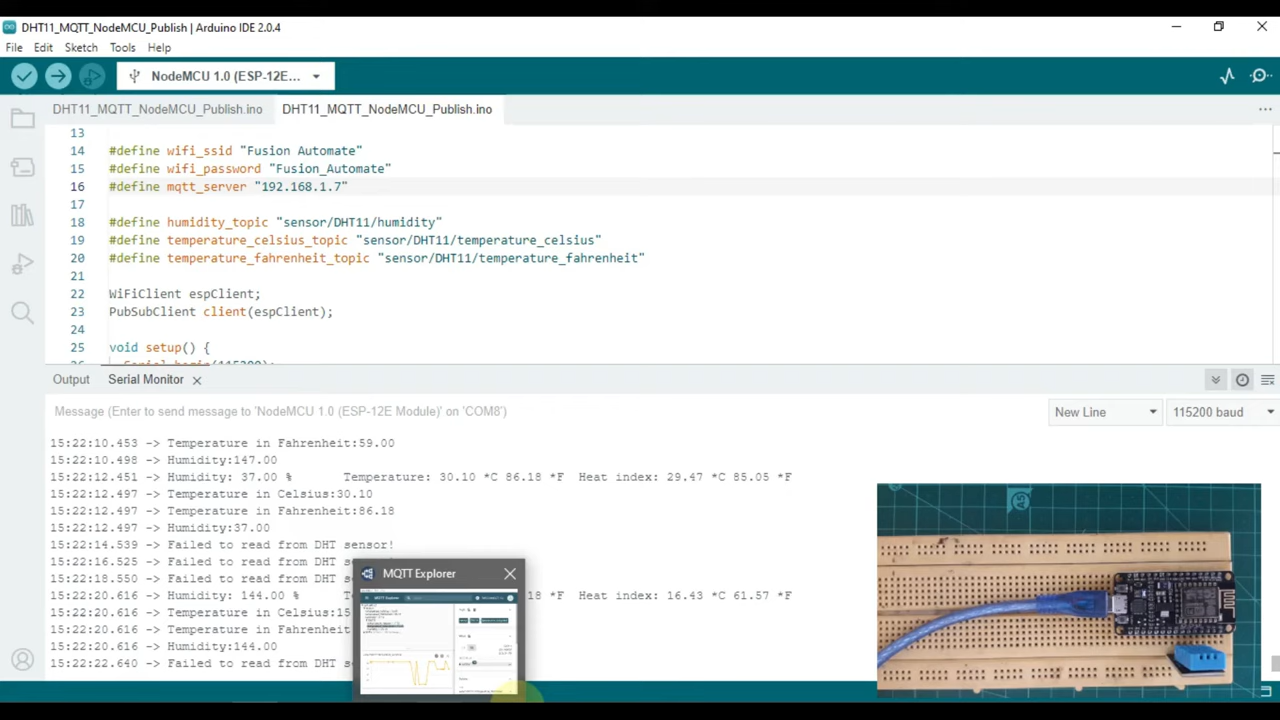 DHT11_MQTT_NodeMCU_Publish | Arduino IDE 2.0.4
File Edit Sketch Tools Help
NodeMCU 1.0 (ESP-12E...
DHT11_MQTT_NodeMCU_Publish.ino DHT11_MQTT_NodeMCU_Publish.ino
13
14 #define wifi_ssid "Fusion Automate"
15 #define wifi_password "Fusion_Automate"
16 #define mqtt_server "192.168.1.7"
17
18 #define humidity_topic "sensor/DHT11/humidity"
19 #define temperature_celsius_topic "sensor/DHT11/temperature_celsius"
20 #define temperature_fahrenheit_topic "sensor/DHT11/temperature_fahrenheit"
21
22 WiFiClient espClient;
23 PubSubClient client(espClient);
24
25 void setup() {
Output Serial Monitor
Message (Enter to send message to 'NodeMCU 1.0 (ESP-12E Module)' on 'COM8')
New Line 115200 baud
15:22:10.453 -> Temperature in Fahrenheit:59.00
15:22:10.498 -> Humidity:147.00
15:22:12.451 -> Humidity: 37.00 % Temperature: 30.10 *C 86.18 *F Heat index: 29.47 *C 85.05 *F
15:22:12.497 -> Temperature in Celsius:30.10
15:22:12.497 -> Temperature in Fahrenheit:86.18
15:22:12.497 -> Humidity:37.00
15:22:14.539 -> Failed to read from DHT sensor!
15:22:16.525 -> Failed to read from DHT
15:22:18.550 -> Failed to read from DHT
15:22:20.616 -> Humidity: 144.00 % *F Heat index: 16.43 *C 61.57 *F
15:22:20.616 -> Temperature in Celsius:15
15:22:20.616 -> Temperature in Fahrenheit
15:22:20.616 -> Humidity:144.00
15:22:22.640 -> Failed to read from DHT
MQTT Explorer